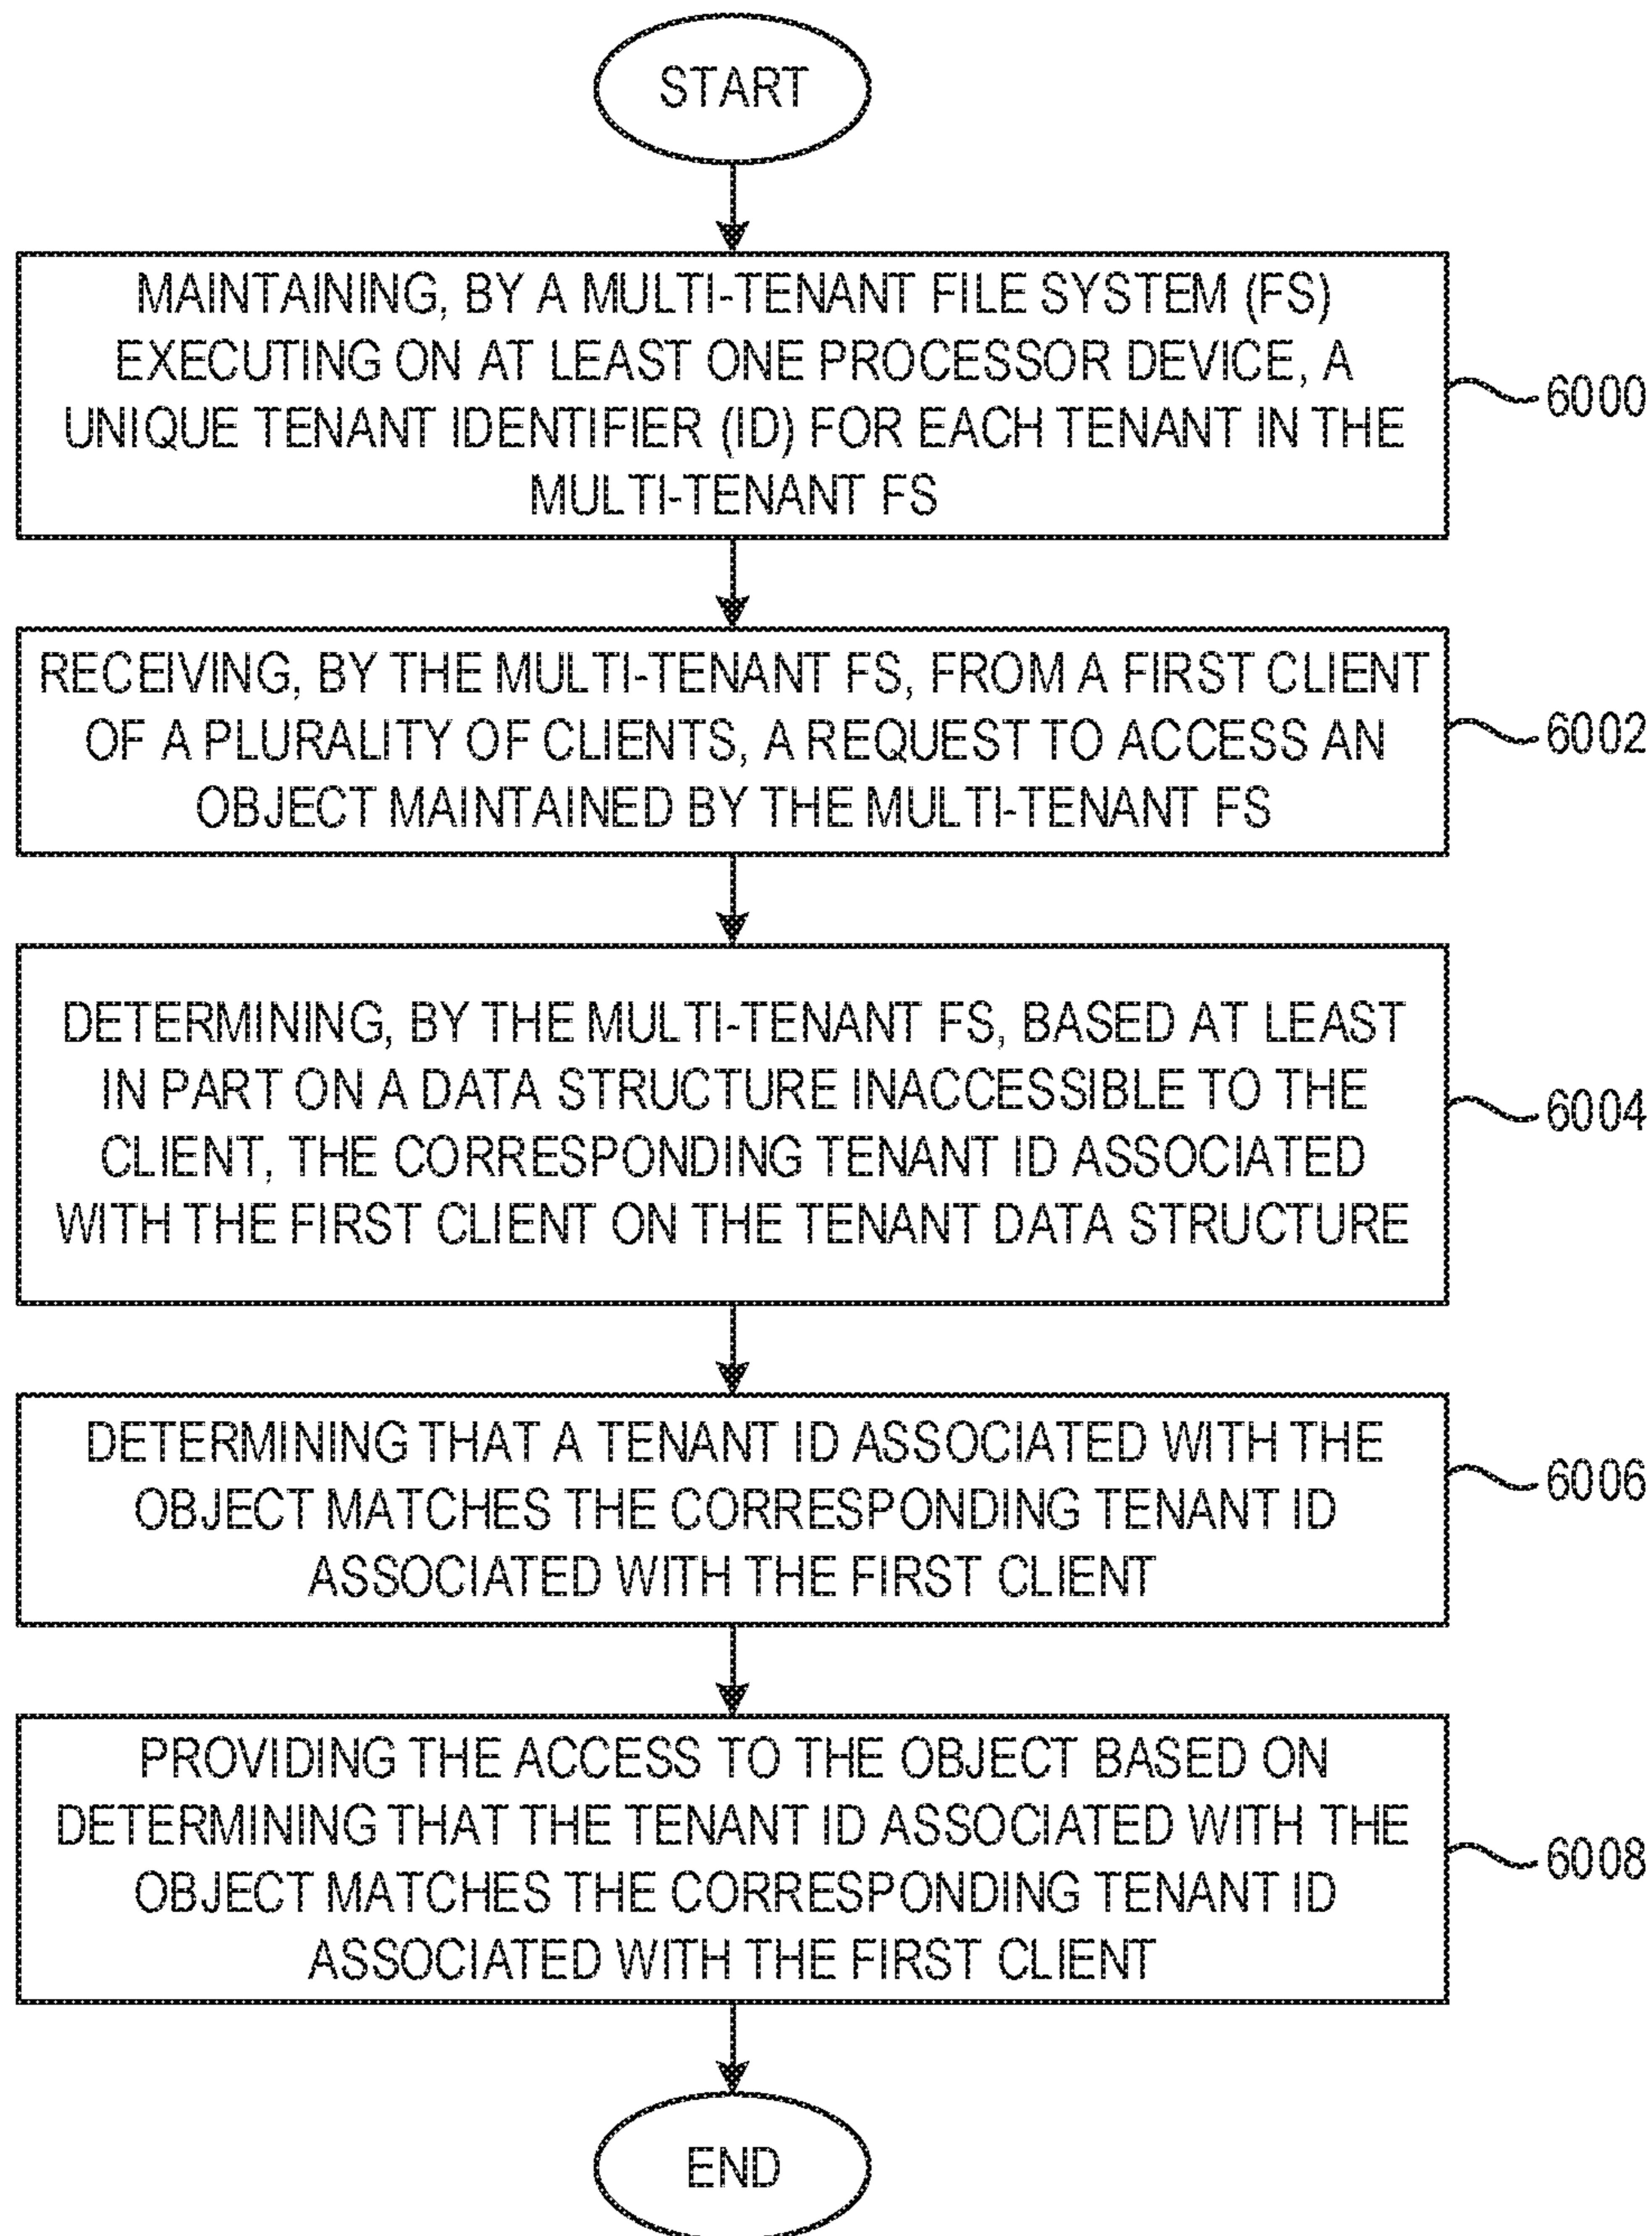 START
MAINTAINING, BY A MULTI-TENANT FILE SYSTEM (FS)
EXECUTING ON AT LEAST ONE PROCESSOR DEVICE, A
UNIQUE TENANT IDENTIFIER (ID) FOR EACH TENANT IN THE
MULTI-TENANT FS
6000
RECEIVING, BY THE MULTI-TENANT FS, FROM A FIRST CLIENT
OF A PLURALITY OF CLIENTS, A REQUEST TO ACCESS AN
OBJECT MAINTAINED BY THE MULTI-TENANT FS
6002
DETERMINING, BY THE MULTI-TENANT FS, BASED AT LEAST
IN PART ON A DATA STRUCTURE INACCESSIBLE TO THE
CLIENT, THE CORRESPONDING TENANT ID ASSOCIATED
WITH THE FIRST CLIENT ON THE TENANT DATA STRUCTURE
6004
DETERMINING THAT A TENANT ID ASSOCIATED WITH THE
OBJECT MATCHES THE CORRESPONDING TENANT ID
ASSOCIATED WITH THE FIRST CLIENT
6006
PROVIDING THE ACCESS TO THE OBJECT BASED ON
DETERMINING THAT THE TENANT ID ASSOCIATED WITH THE
OBJECT MATCHES THE CORRESPONDING TENANT ID
ASSOCIATED WITH THE FIRST CLIENT
6008
END